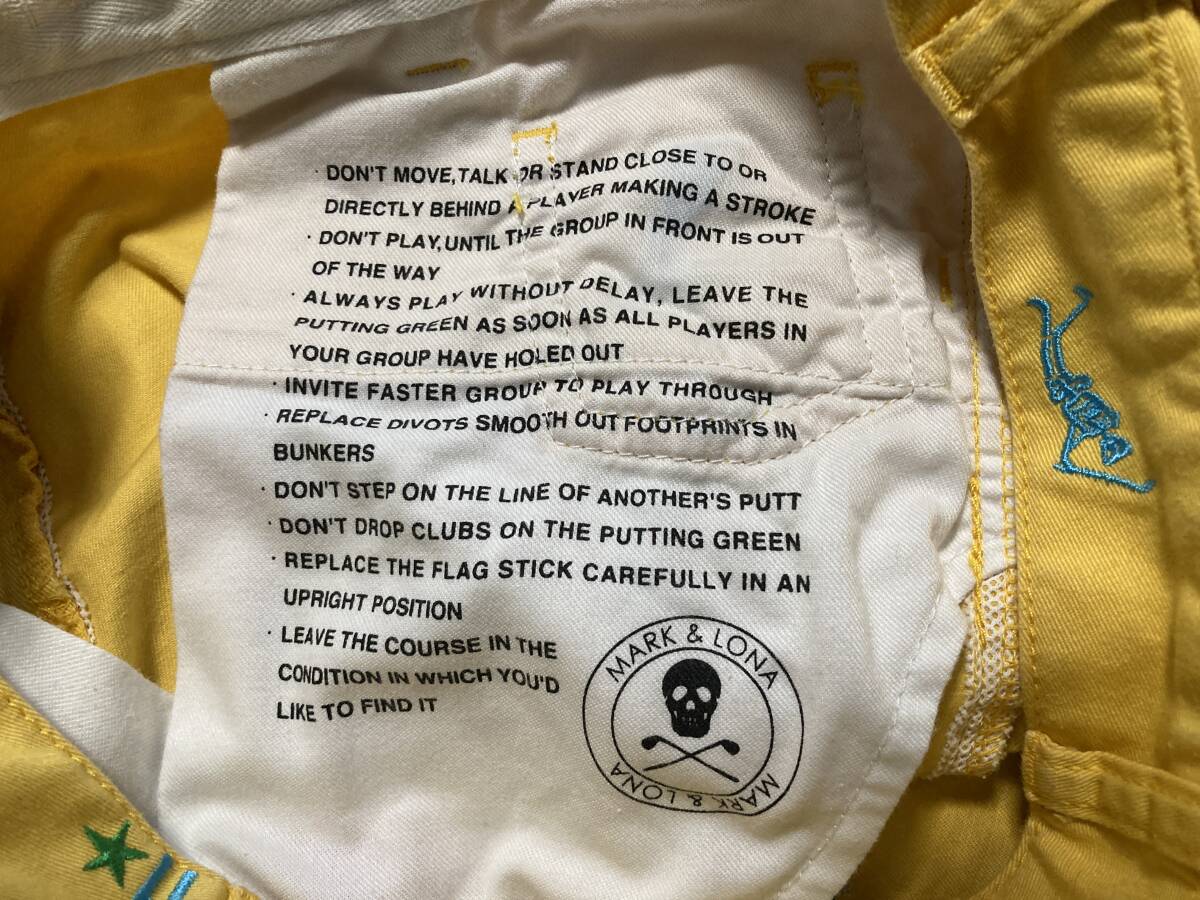 · DON'T MOVE, TALK OR STAND CLOSE TO OR
DIRECTLY BEHIND A PLAYER MAKING A STROKE
· DON'T PLAY, UNTIL THE GROUP IN FRONT IS OUT
OF THE WAY
· ALWAYS PLAY WITHOUT DELAY, LEAVE THE
PUTTING GREEN AS SOON AS ALL PLAYERS IN
YOUR GROUP HAVE HOLED OUT
· INVITE FASTER GROUP TO PLAY THROUGH
· REPLACE DIVOTS SMOOTH OUT FOOTPRINTS IN
BUNKERS
· DON'T STEP ON THE LINE OF ANOTHER'S PUTT
· DON'T DROP CLUBS ON THE PUTTING GREEN
· REPLACE THE FLAG STICK CAREFULLY IN AN
UPRIGHT POSITION
· LEAVE THE COURSE IN THE
CONDITION IN WHICH YOU'D
LIKE TO FIND IT
MARK & LONA
MARK & LONA